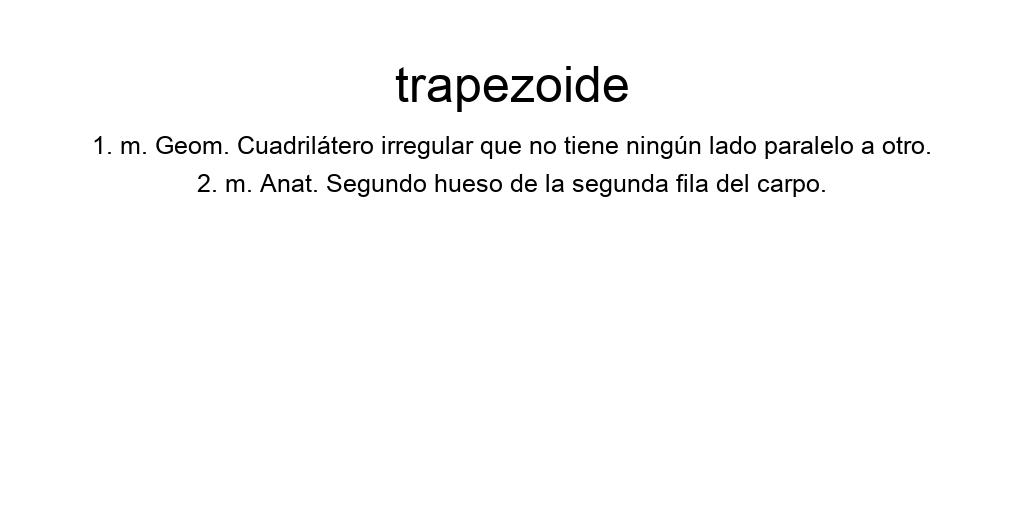 trapezoide
1. m. Geom. Cuadrilátero irregular que no tiene ningún lado paralelo a otro.
2. m. Anat. Segundo hueso de la segunda fila del carpo.